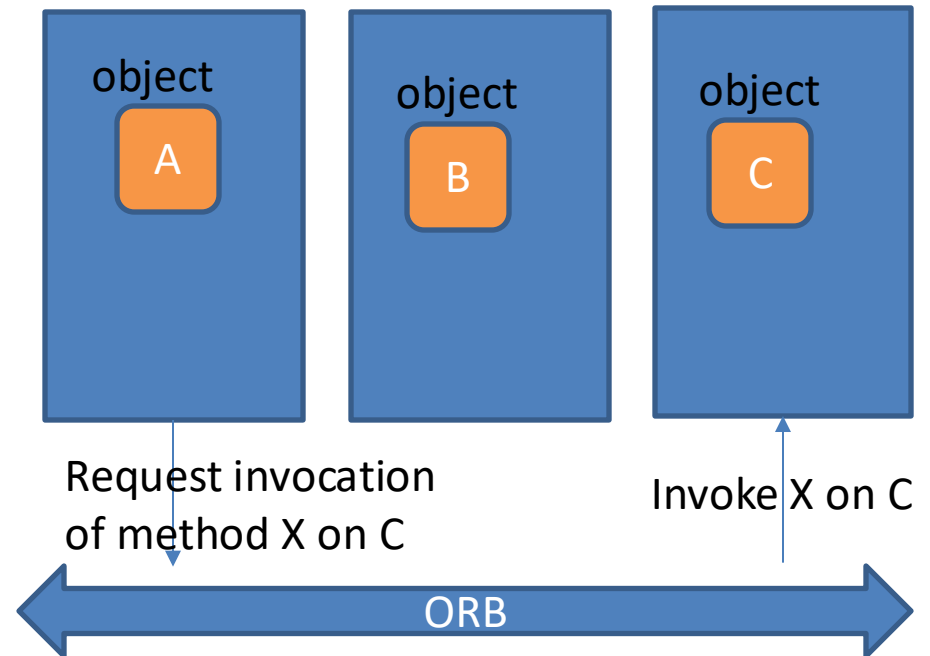 object
A
object
B
object
C
Request invocation
of method X on C
Invoke X on C
ORB